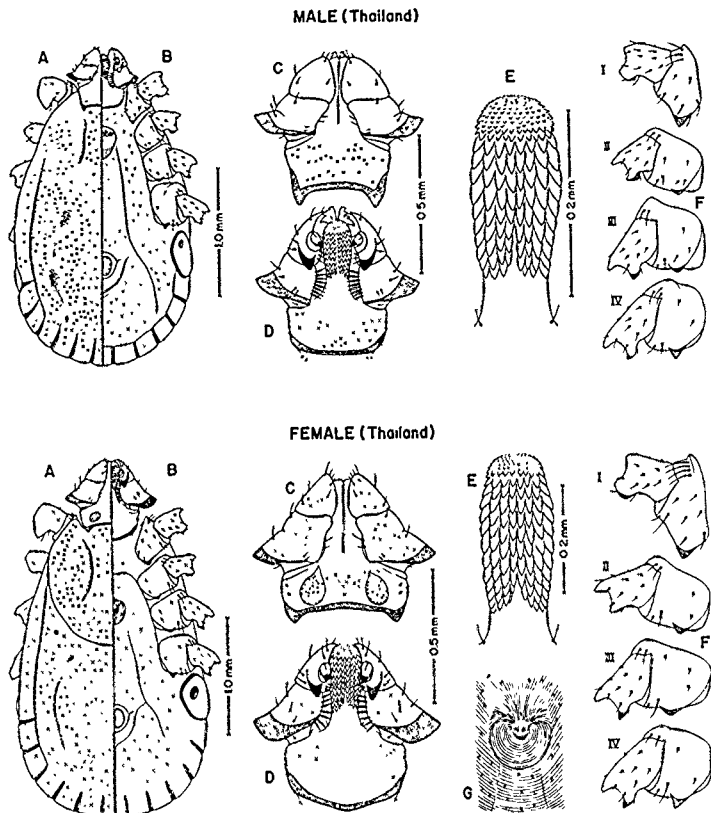 MALE (Thailand)
A
B
C
D
E
I
II
III
IV
F
1.0 mm
0.5 mm
0.2 mm
FEMALE (Thailand)
A
B
C
D
E
G
I
II
III
IV
F
1.0 mm
0.5 mm
0.2 mm